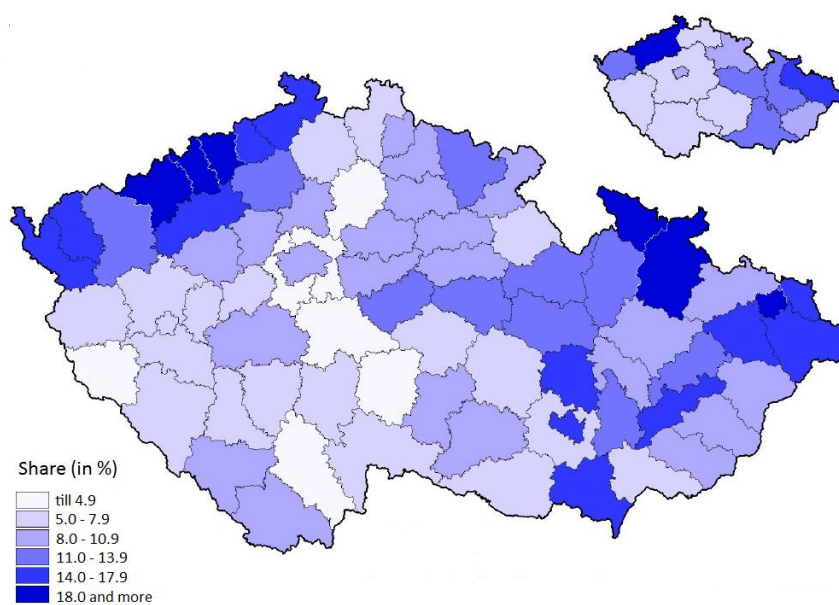 Share (in %)
till 4.9
5.0 - 7.9
8.0 - 10.9
11.0 - 13.9
14.0 - 17.9
18.0 and more